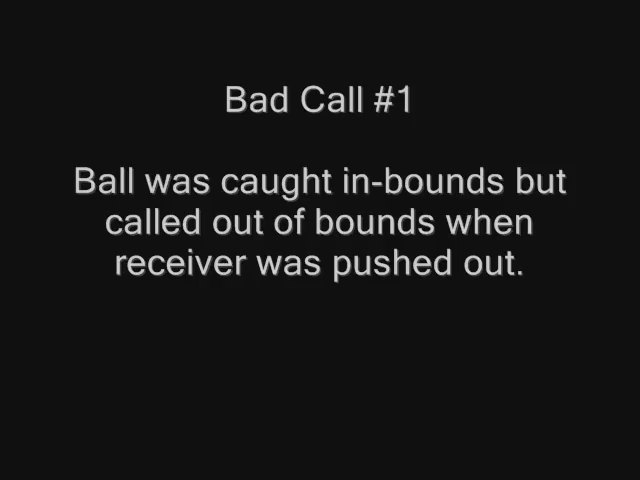 Bad Call #1
Ball was caught in-bounds but
called out of bounds when
receiver was pushed out.